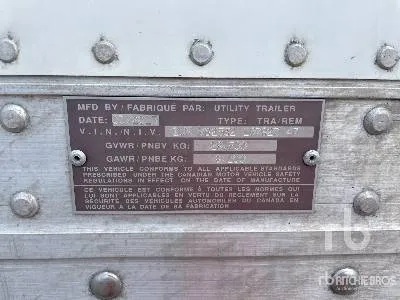 MFD BY/FABRIQUÉ PAR: UTILITY TRAILER
DATE: TYPE: TRA/REM
V.I.N./N.I.V.
GVWR/PNBV KG:
GAWR/PNBE KG:
THIS VEHICLE CONFORMS TO ALL APPLICABLE STANDARDS
PRESCRIBED UNDER THE CANADIAN MOTOR VEHICLE SAFETY
REGULATIONS IN EFFECT ON THE DATE OF MANUFACTURE
CE VÉHICULE EST CONFORME À TOUTES LES NORMES QUI
LUI SONT APPLICABLES EN VERTU DU RÈGLEMENT SUR LA
SÉCURITÉ DES VÉHICULES AUTOMOBILES DU CANADA EN
VIGUEUR A LA DATE DE SA FABRICATION
rb
RITCHIE BROS